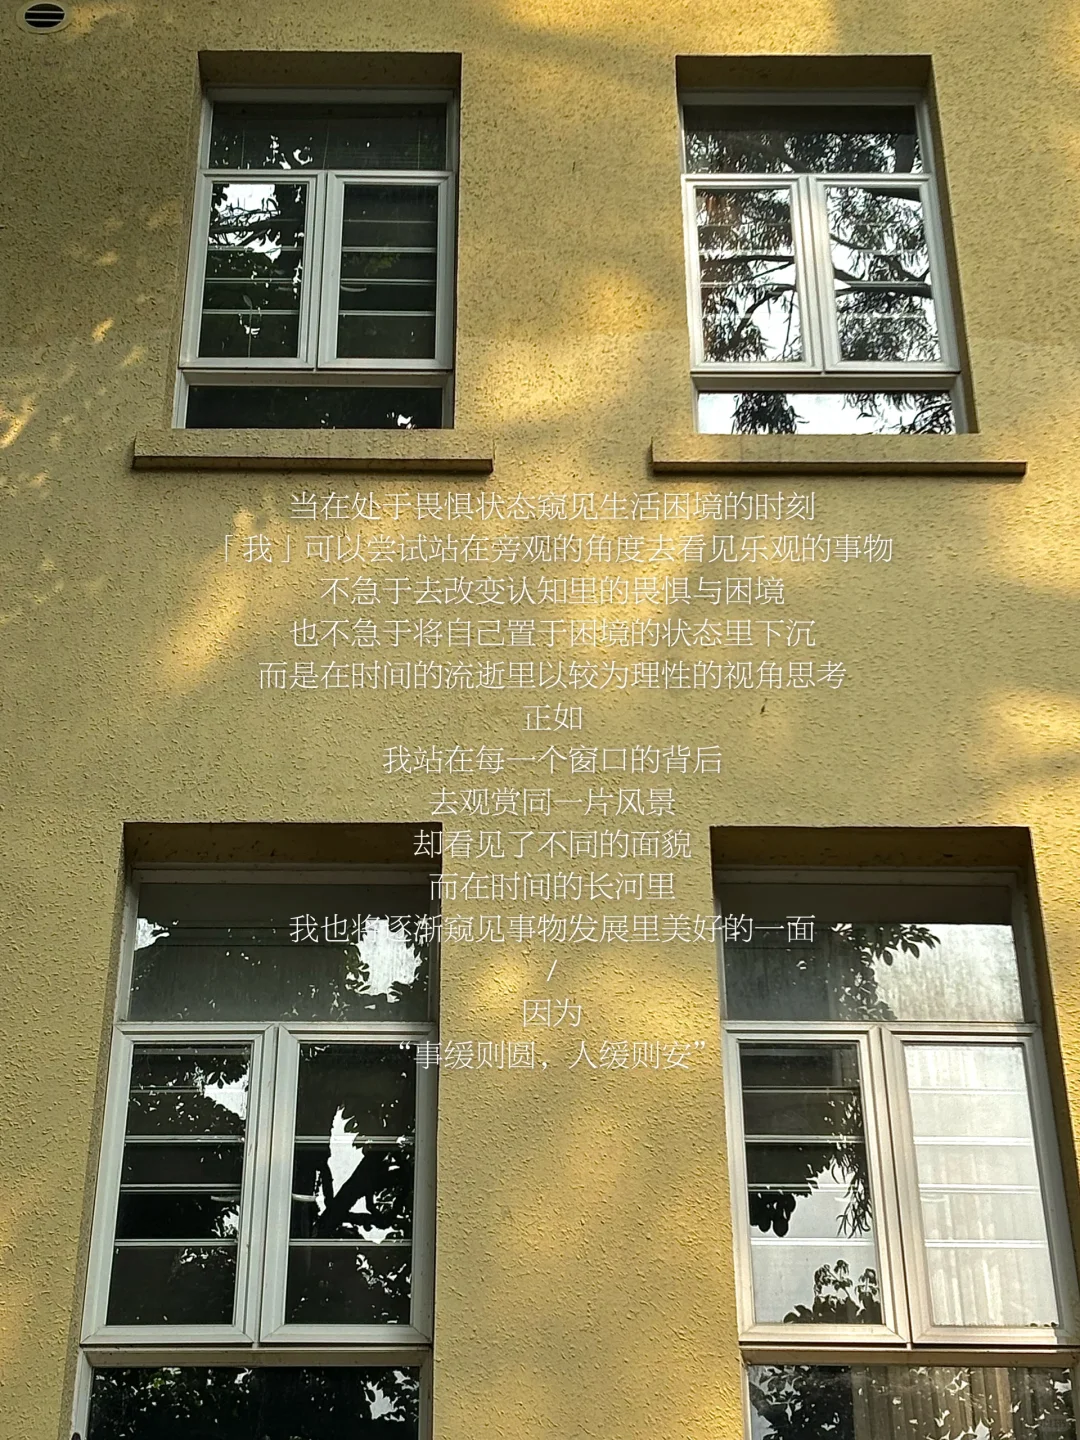 当在处于畏惧状态窥见生活困境的时刻
「我」可以尝试站在旁观的角度去看见乐观的事物
不急于去改变认知里的畏惧与困境
也不急于将自己置于困境的状态里下沉
而是在时间的流逝里以较为理性的视角思考
正如
我站在每一个窗口的背后
去观赏同一片风景
却看见了不同的面貌
而在时间的长河里
我也将逐渐窥见事物发展里美好的一面
/
因为
“事缓则圆，人缓则安”